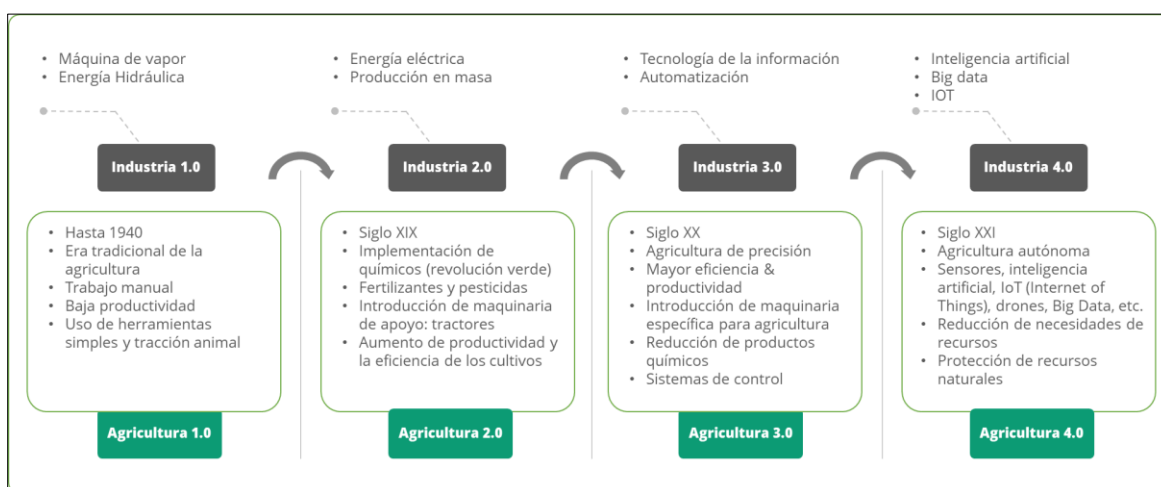 • Máquina de vapor
• Energía Hidráulica
• Energía eléctrica
• Producción en masa
• Tecnología de la información
• Automatización
• Inteligencia artificial
• Big data
• IOT
Industria 1.0
Industria 2.0
Industria 3.0
Industria 4.0
• Hasta 1940
• Era tradicional de la
agricultura
• Trabajo manual
• Baja productividad
• Uso de herramientas
simples y tracción animal
• Siglo XIX
• Implementación de
químicos (revolución verde)
• Fertilizantes y pesticidas
• Introducción de maquinaria
de apoyo: tractores
• Aumento de productividad y
la eficiencia de los cultivos
• Siglo XX
• Agricultura de precisión
• Mayor eficiencia &
productividad
• Introducción de maquinaria
específica para agricultura
• Reducción de productos
químicos
• Sistemas de control
• Siglo XXI
• Agricultura autónoma
• Sensores, inteligencia
artificial, IoT (Internet of
Things), drones, Big Data, etc.
• Reducción de necesidades de
recursos
• Protección de recursos
naturales
Agricultura 1.0
Agricultura 2.0
Agricultura 3.0
Agricultura 4.0